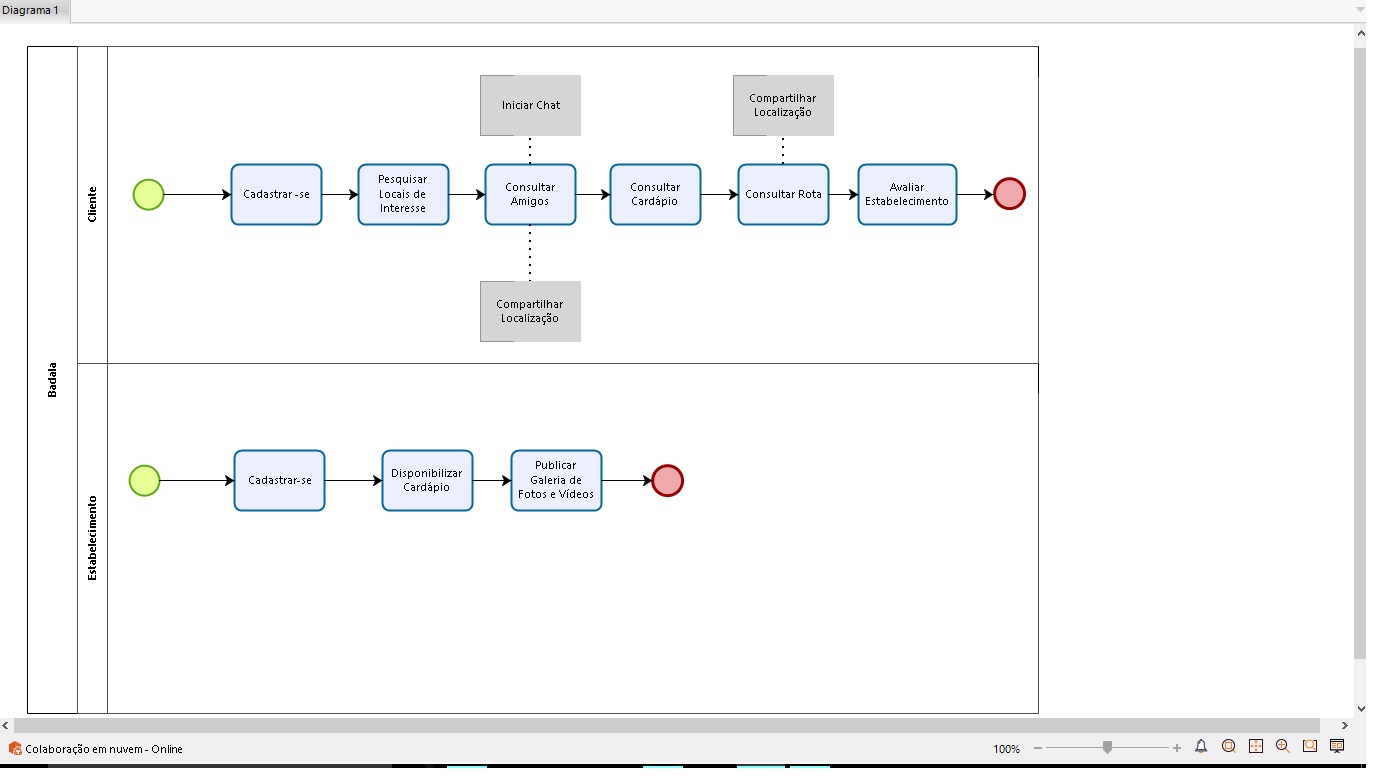 Diagrama 1
Badala
Cliente
Iniciar Chat
Compartilhar
Localização
Cadastrar -se
Pesquisar
Locais de
Interesse
Consultar
Amigos
Consultar
Cardápio
Consultar Rota
Avaliar
Estabelecimento
Compartilhar
Localização
Estabelecimento
Cadastrar-se
Disponibilizar
Cardápio
Publicar
Galeria de
Fotos e Vídeos
Colaboração em nuvem - Online
100%